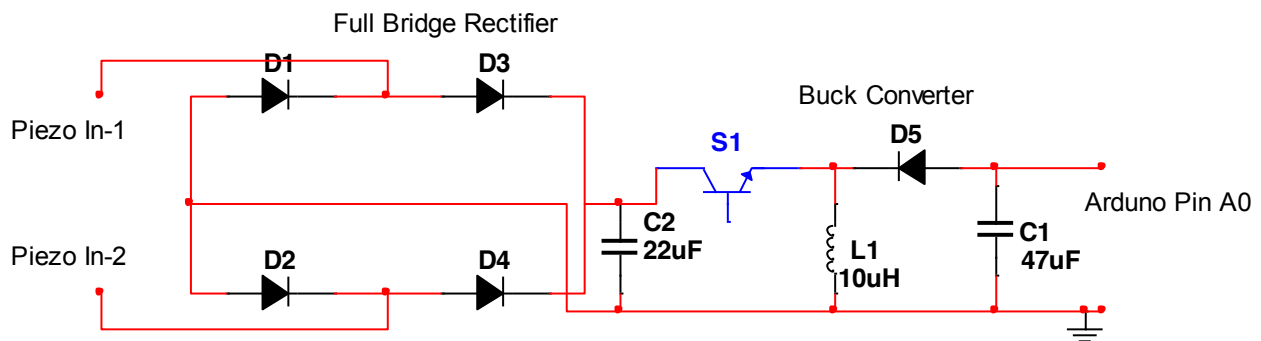 Full Bridge Rectifier
D1
D3
Buck Converter
Piezo In-1
S1
D5
Arduno Pin A0
C2
22uF
C1
47uF
Piezo In-2
D2
D4
L1
10uH